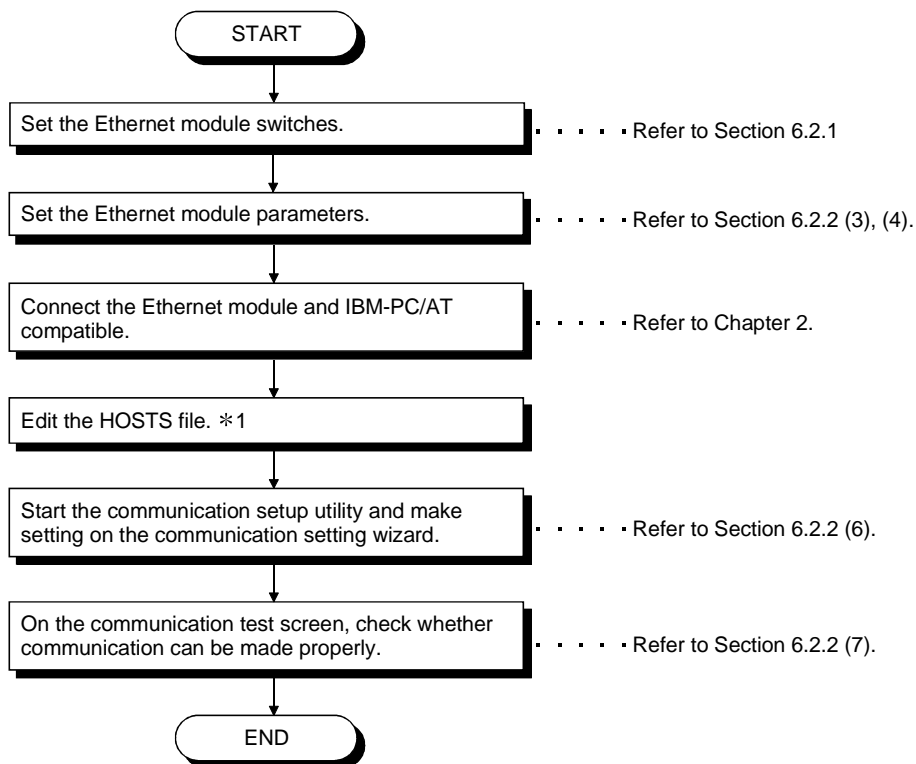 START
Set the Ethernet module switches.
Refer to Section 6.2.1
Set the Ethernet module parameters.
Refer to Section 6.2.2 (3), (4).
Connect the Ethernet module and IBM-PC/AT
compatible.
Refer to Chapter 2.
Edit the HOSTS file. *1
Start the communication setup utility and make
setting on the communication setting wizard.
Refer to Section 6.2.2 (6).
On the communication test screen, check whether
communication can be made properly.
Refer to Section 6.2.2 (7).
END